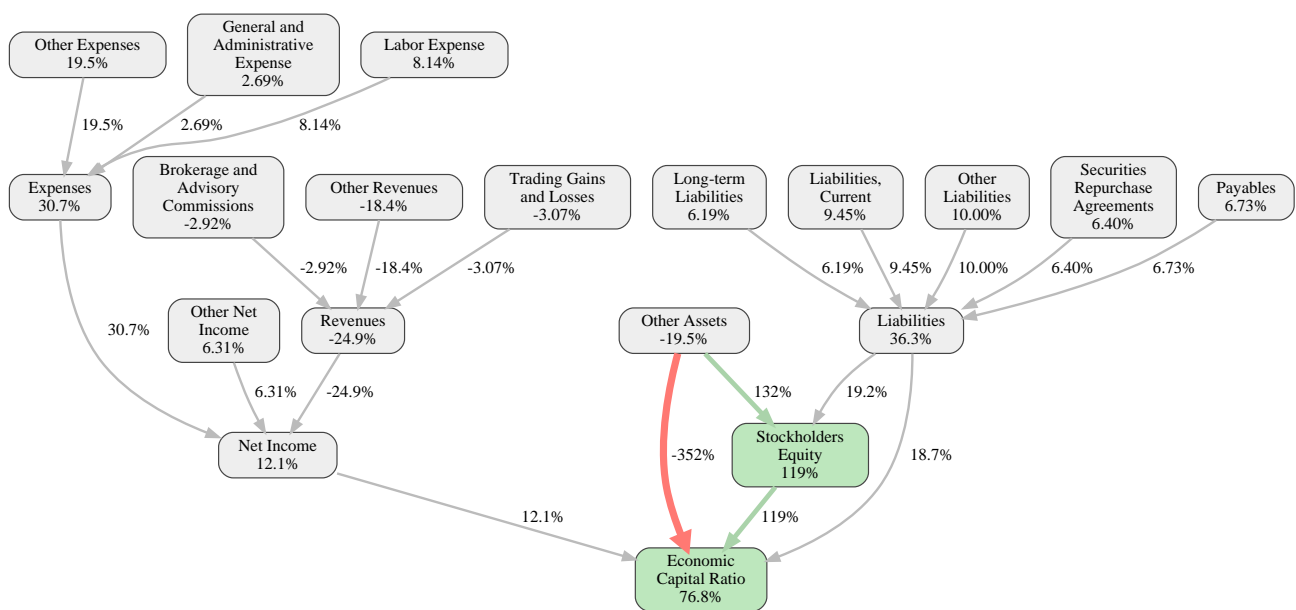 Other Expenses
19.5%
General and
Administrative
Expense
2.69%
Labor Expense
8.14%
19.5%
2.69%
8.14%
Expenses
30.7%
Brokerage and
Advisory
Commissions
-2.92%
Other Revenues
-18.4%
Trading Gains
and Losses
-3.07%
Long-term
Liabilities
6.19%
Liabilities,
Current
9.45%
Other
Liabilities
10.00%
Securities
Repurchase
Agreements
6.40%
Payables
6.73%
-2.92%
-18.4%
-3.07%
6.19%
9.45%
10.00%
6.40%
6.73%
30.7%
Other Net
Income
6.31%
Revenues
-24.9%
Other Assets
-19.5%
Liabilities
36.3%
6.31%
-24.9%
132%
19.2%
Net Income
12.1%
-352%
Stockholders
Equity
119%
18.7%
12.1%
119%
Economic
Capital Ratio
76.8%